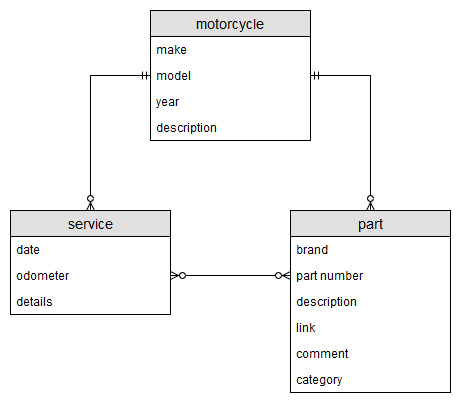 motorcycle
make
model
year
description
service
date
odometer
details
part
brand
part number
description
link
comment
category